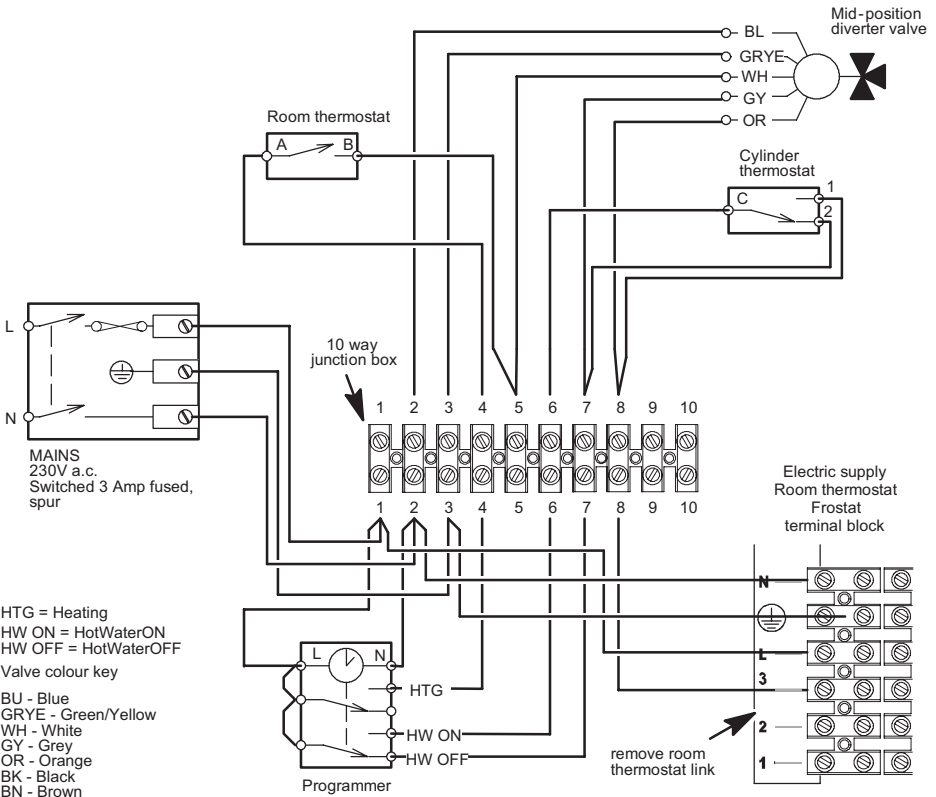 Mid-position
diverter valve
BL
GRYE
WH
GY
OR
Room thermostat
A B
Cylinder
thermostat
C
1
2
L
N
MAINS
230V a.c.
Switched 3 Amp fused,
spur
10 way
junction box
1 2 3 4 5 6 7 8 9 10
1 2 3 4 5 6 7 8 9 10
Electric supply
Room thermostat
Frostat
terminal block
N
L
3
2
1
remove room
thermostat link
L N
HTG
HW ON
HW OFF
Programmer
HTG = Heating
HW ON = HotWaterON
HW OFF = HotWaterOFF
Valve colour key
BU - Blue
GRYE - Green/Yellow
WH - White
GY - Grey
OR - Orange
BK - Black
BN - Brown